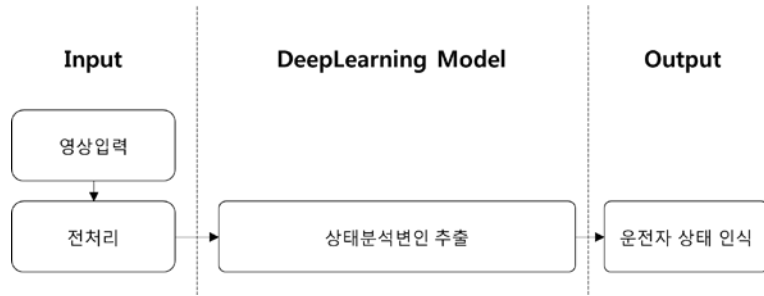 Input
DeepLearning Model
Output
영상입력
전처리
상태분석변인 추출
운전자 상태 인식